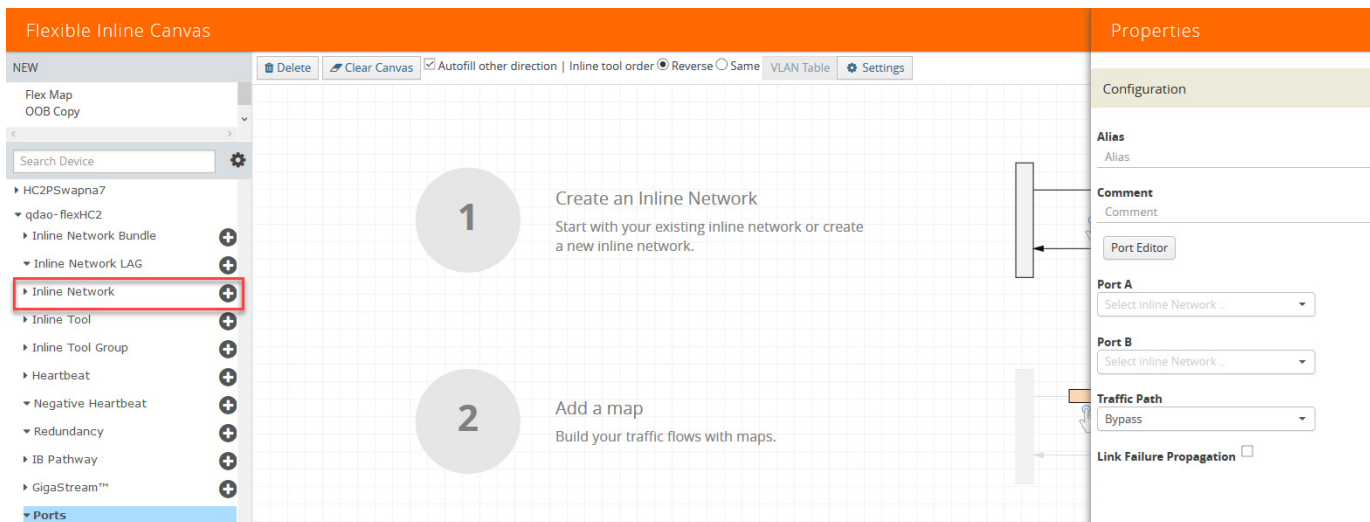 Flexible Inline Canvas
Properties
NEW
Flex Map
OOB Copy
Search Device
HC2PSwapna7
qdao-flexHC2
Inline Network Bundle
Inline Network LAG
Inline Network
Inline Tool
Inline Tool Group
Heartbeat
Negative Heartbeat
Redundancy
IB Pathway
GigaStream™
Ports
Delete Clear Canvas Autofill other direction | Inline tool order Reverse Same VLAN Table Settings
1
Create an Inline Network
Start with your existing inline network or create
a new inline network.
2
Add a map
Build your traffic flows with maps.
Configuration
Alias
Alias
Comment
Comment
Port Editor
Port A
Select inline Network ..
Port B
Select inline Network ..
Traffic Path
Bypass
Link Failure Propagation